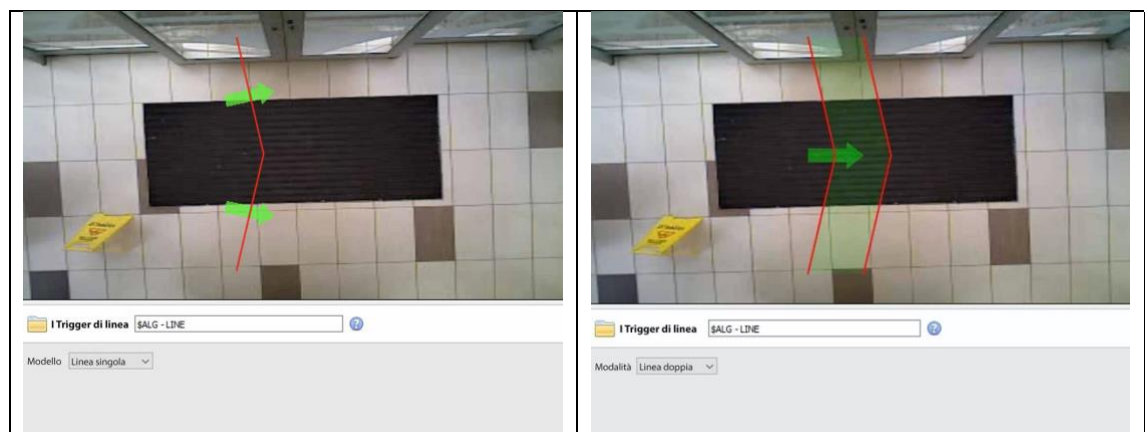 I Trigger di linea $ALG - LINE
Modello Linea singola
I Trigger di linea $ALG - LINE
Modalità Linea doppia